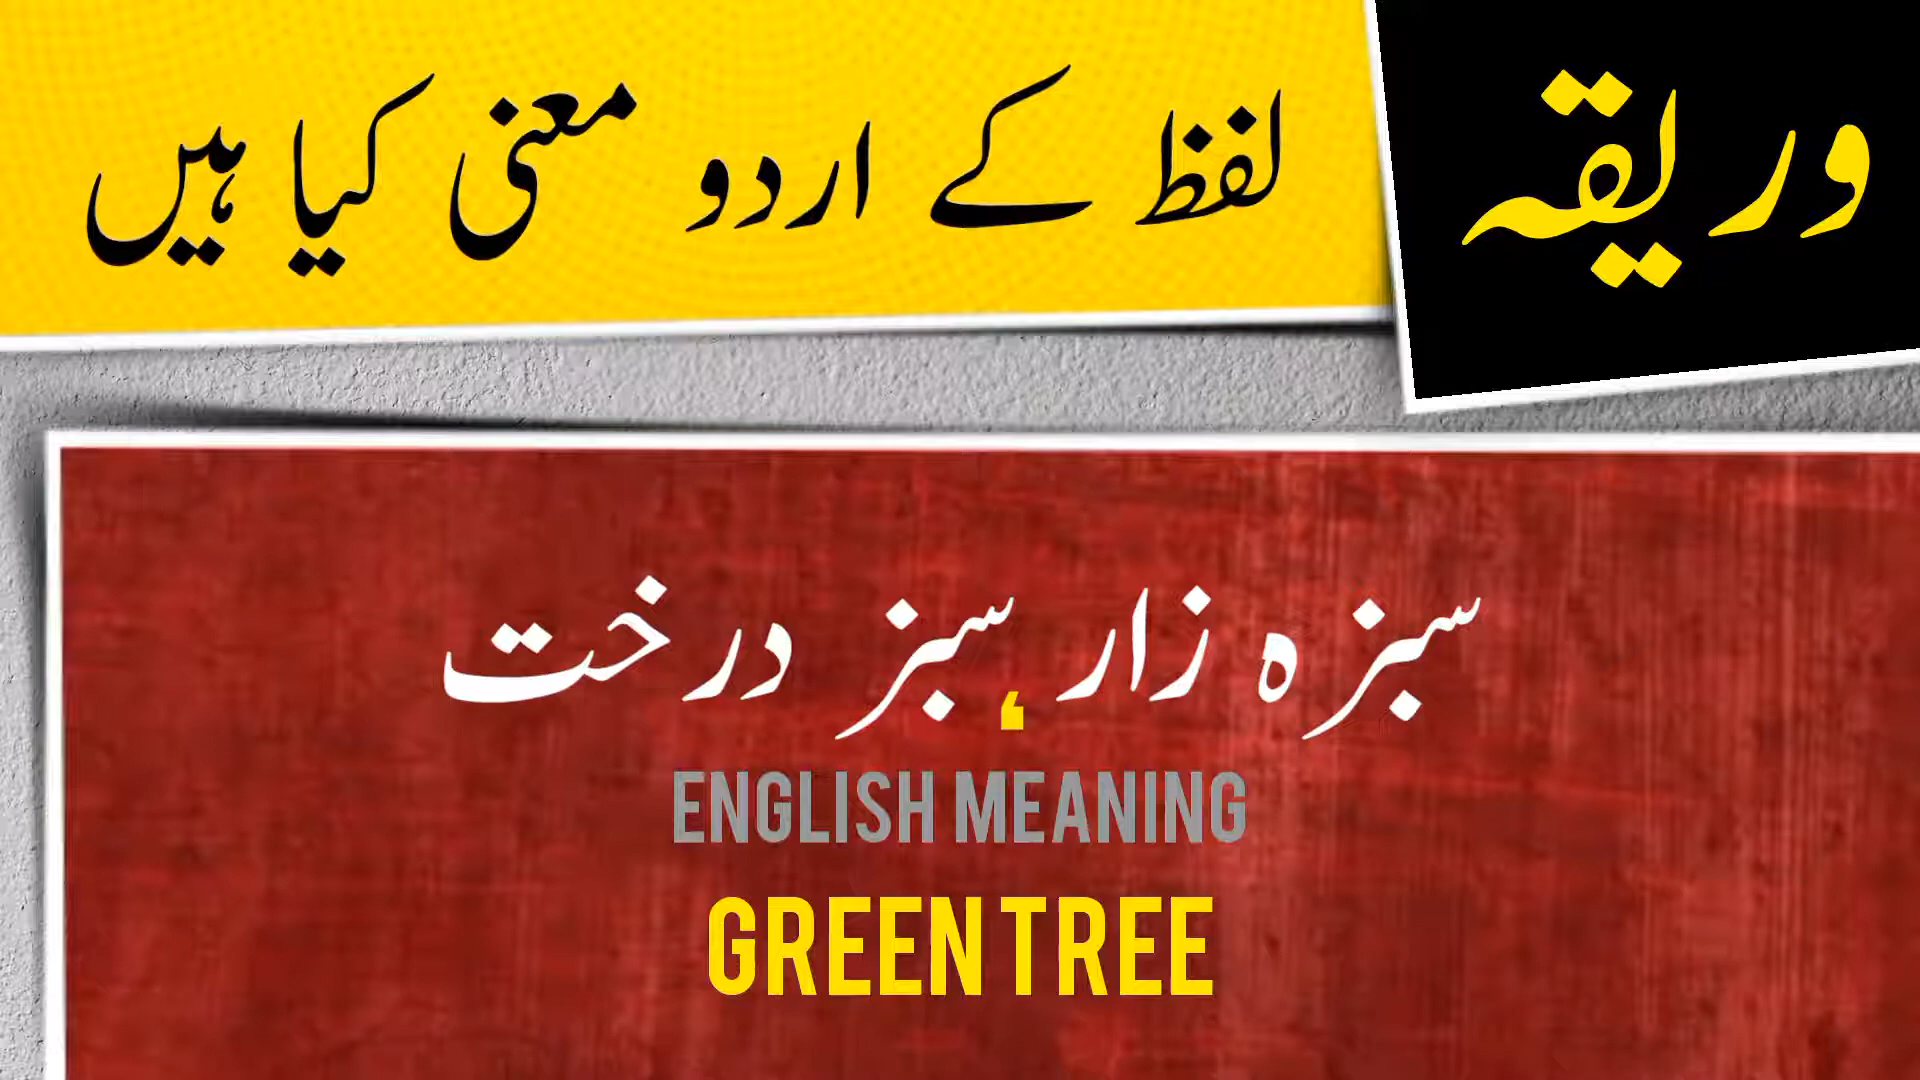 وریقہ لفظ کے اردو معنی کیا ہیں
سبزہ زار، سبز درخت
ENGLISH MEANING
GREEN TREE